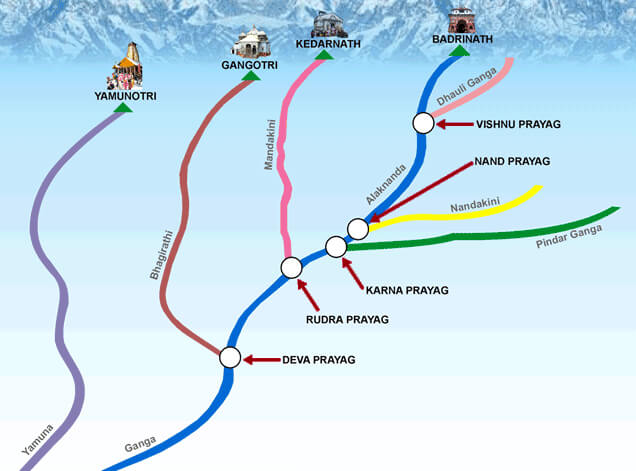 KEDARNATH
BADRINATH
GANGOTRI
YAMUNOTRI
Dhauli Ganga
VISHNU PRAYAG
Mandakini
NAND PRAYAG
Alaknanda
Nandakini
Pindar Ganga
Bhagirathi
KARNA PRAYAG
RUDRA PRAYAG
DEVA PRAYAG
Yamuna
Ganga